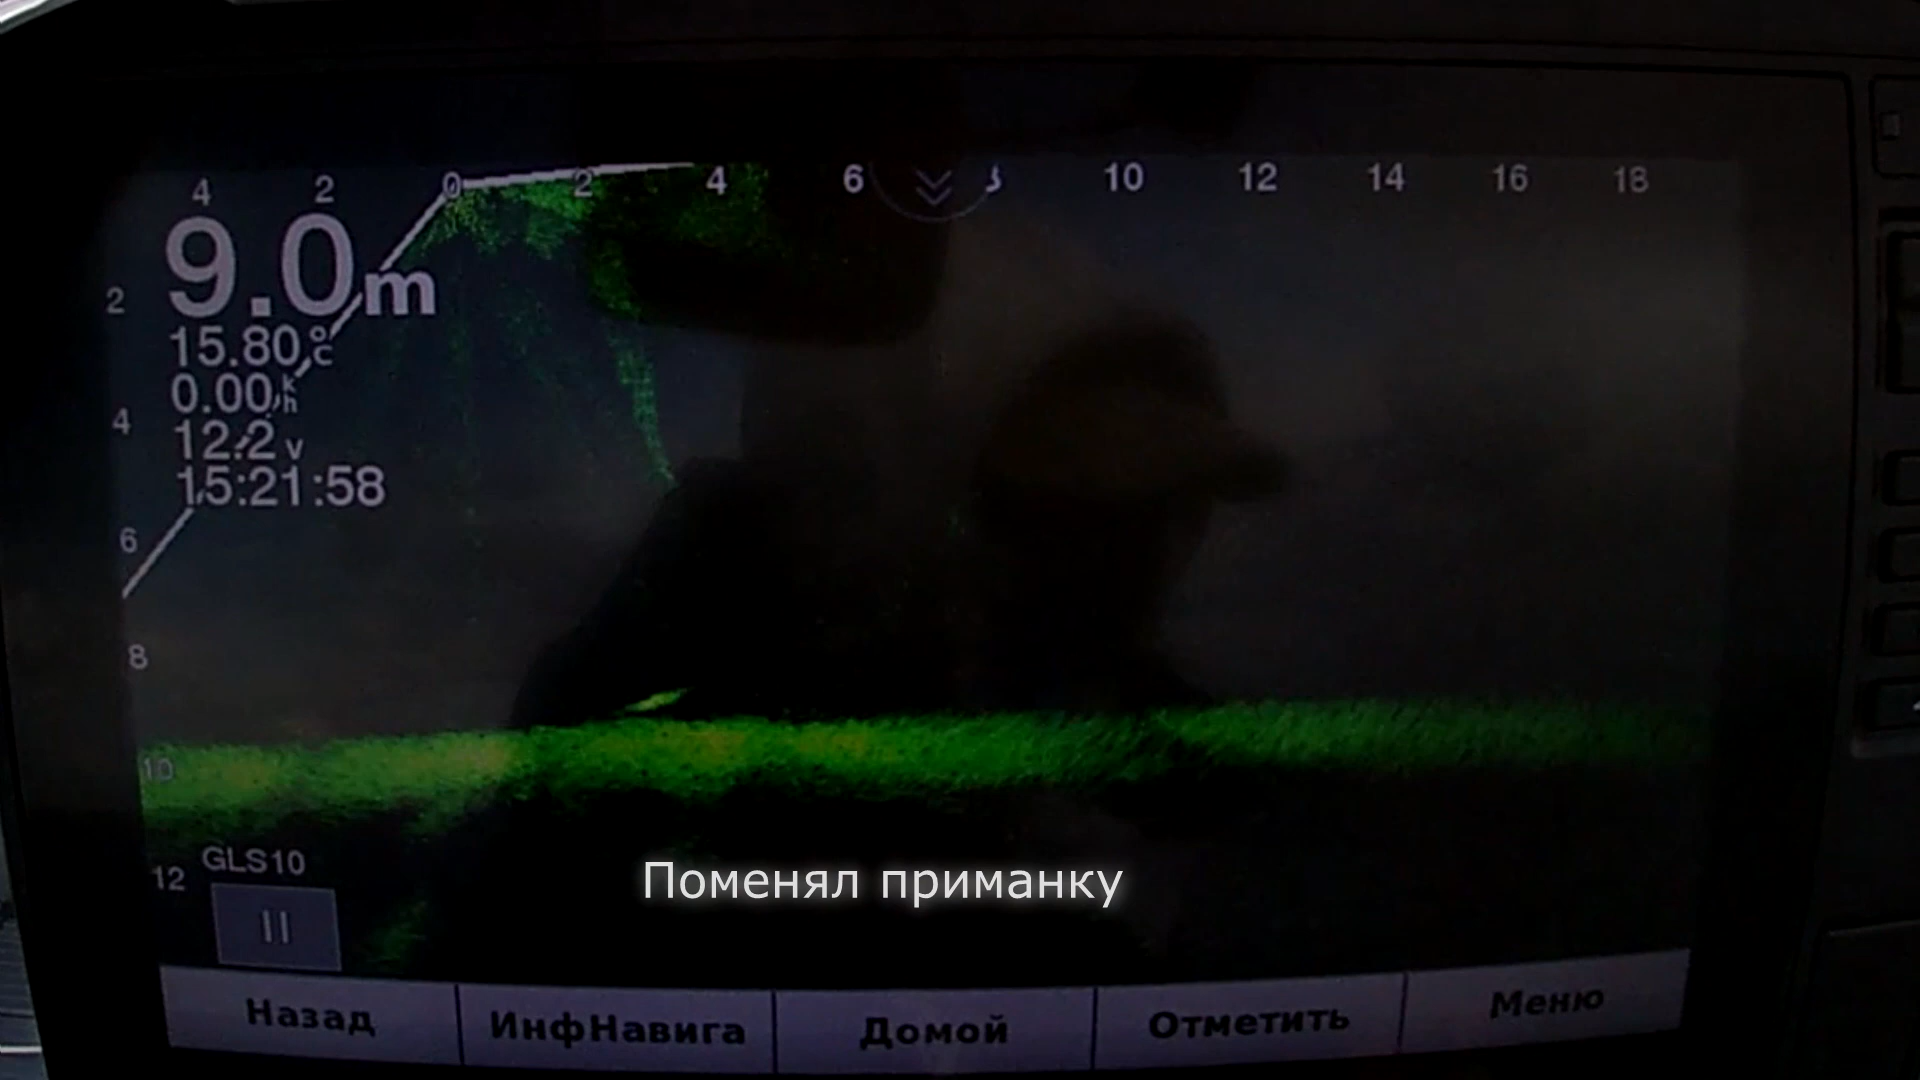 4 2 0 2 4 6 8 10 12 14 16 18
9.0m
2
15.80°C
0.00 k/h
4
12.2 v
15:21:58
6
8
10
GLS10
12
Поменял приманку
Назад ИнфНавига Домой Отметить Меню